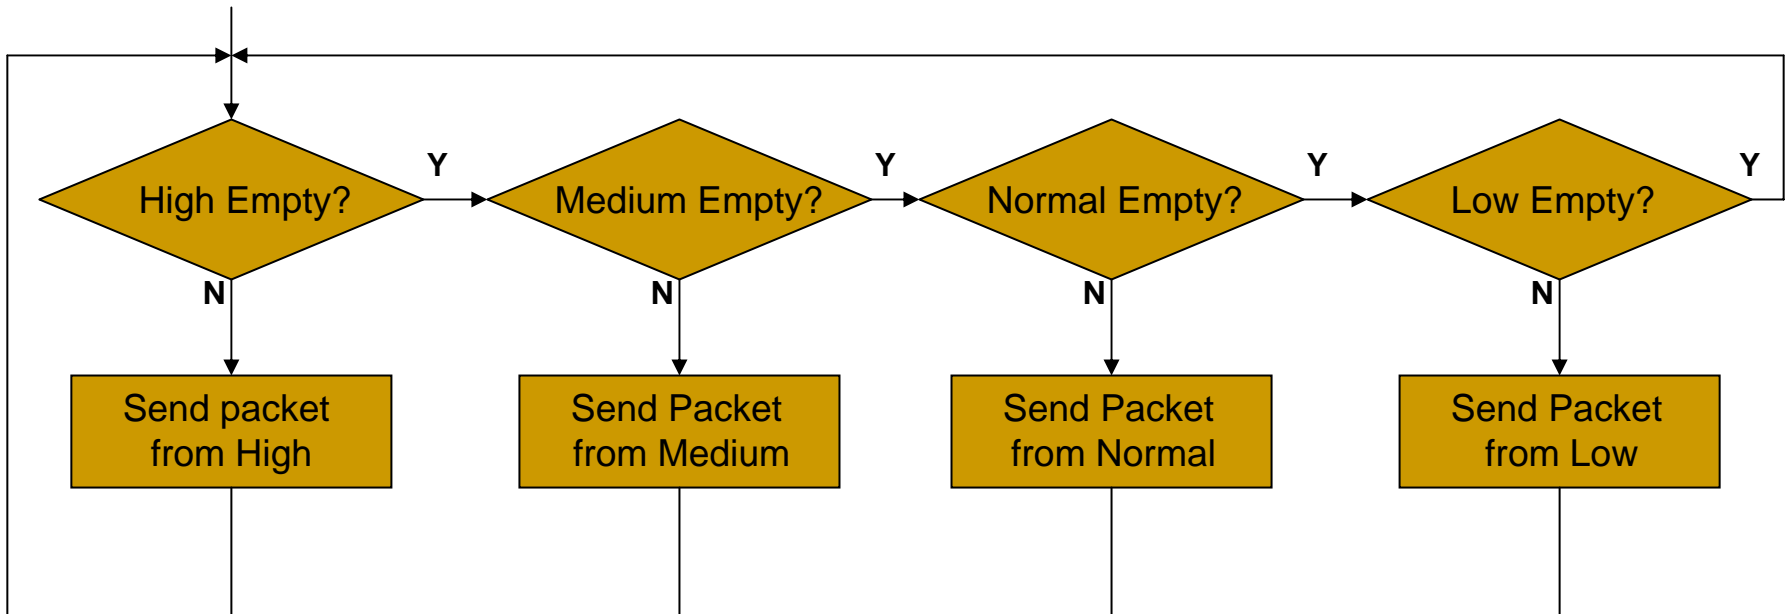 High Empty?
Y
Medium Empty?
Y
Normal Empty?
Y
Low Empty?
Y
N
N
N
N
Send packet
from High
Send Packet
from Medium
Send Packet
from Normal
Send Packet
from Low